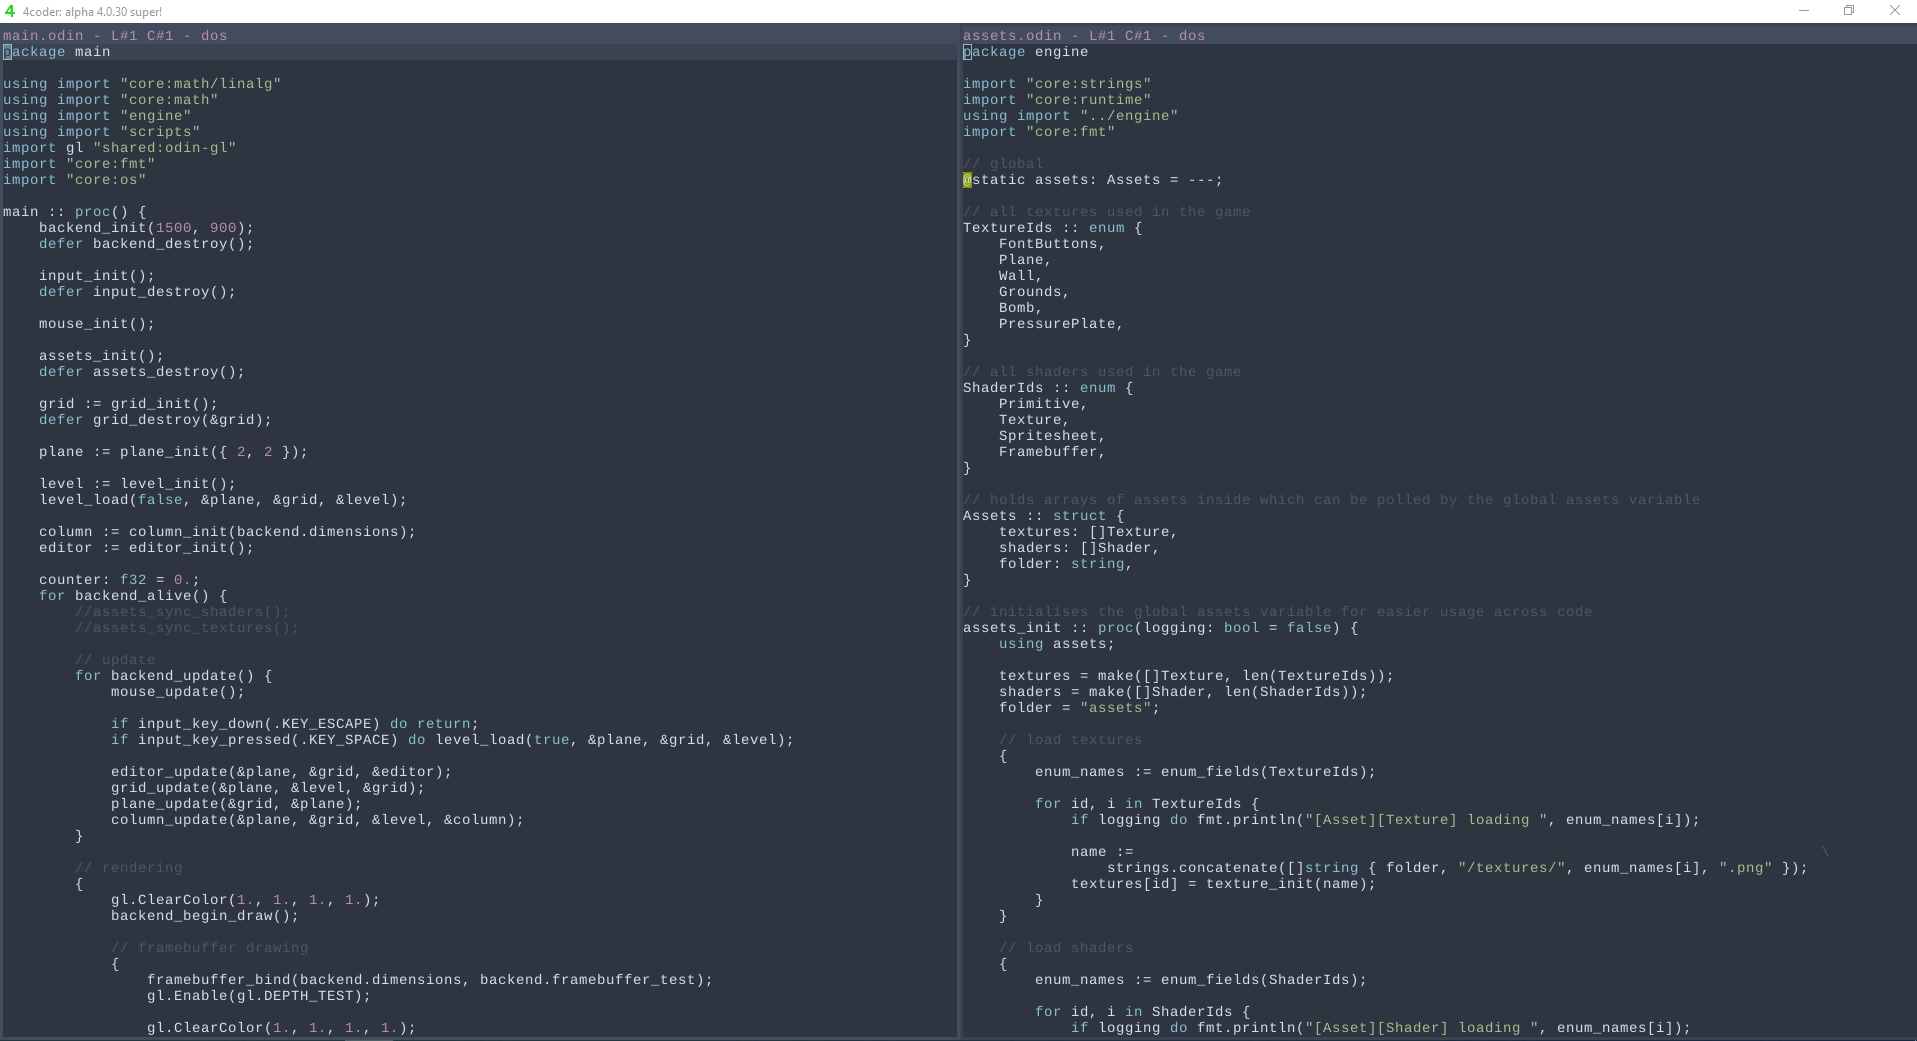 4coder: alpha 4.0.30 super!
main.odin - L#1 C#1 - dos
package main
using import "core:math/linalg"
using import "core:math"
using import "engine"
using import "scripts"
import gl "shared:odin-gl"
import "core:fmt"
import "core:os"
main :: proc() {
backend_init(1500, 900);
defer backend_destroy();
input_init();
defer input_destroy();
mouse_init();
assets_init();
defer assets_destroy();
grid := grid_init();
defer grid_destroy(&grid);
plane := plane_init({ 2, 2 });
level := level_init();
level_load(false, &plane, &grid, &level);
column := column_init(backend.dimensions);
editor := editor_init();
counter: f32 = 0.;
for backend_alive() {
//assets_sync_shaders();
//assets_sync_textures();
// update
for backend_update() {
mouse_update();
if input_key_down(.KEY_ESCAPE) do return;
if input_key_pressed(.KEY_SPACE) do level_load(true, &plane, &grid, &level);
editor_update(&plane, &grid, &editor);
grid_update(&plane, &level, &grid);
plane_update(&grid, &plane);
column_update(&plane, &grid, &level, &column);
}
// rendering
{
gl.ClearColor(1., 1., 1., 1.);
backend_begin_draw();
// framebuffer drawing
{
framebuffer_bind(backend.dimensions, backend.framebuffer_test);
gl.Enable(gl.DEPTH_TEST);
gl.ClearColor(1., 1., 1., 1.);
assets.odin - L#1 C#1 - dos
package engine
import "core:strings"
import "core:runtime"
using import "../engine"
import "core:fmt"
// global
@static assets: Assets = ---;
// all textures used in the game
TextureIds :: enum {
FontButtons,
Plane,
Wall,
Grounds,
Bomb,
PressurePlate,
}
// all shaders used in the game
ShaderIds :: enum {
Primitive,
Texture,
Spritesheet,
Framebuffer,
}
// holds arrays of assets inside which can be polled by the global assets variable
Assets :: struct {
textures: []Texture,
shaders: []Shader,
folder: string,
}
// initialises the global assets variable for easier usage across code
assets_init :: proc(logging: bool = false) {
using assets;
textures = make([]Texture, len(TextureIds));
shaders = make([]Shader, len(ShaderIds));
folder = "assets";
// load textures
{
enum_names := enum_fields(TextureIds);
for id, i in TextureIds {
if logging do fmt.println("[Asset][Texture] loading ", enum_names[i]);
name := \
strings.concatenate([]string { folder, "/textures/", enum_names[i], ".png" });
textures[id] = texture_init(name);
}
}
// load shaders
{
enum_names := enum_fields(ShaderIds);
for id, i in ShaderIds {
if logging do fmt.println("[Asset][Shader] loading ", enum_names[i]);